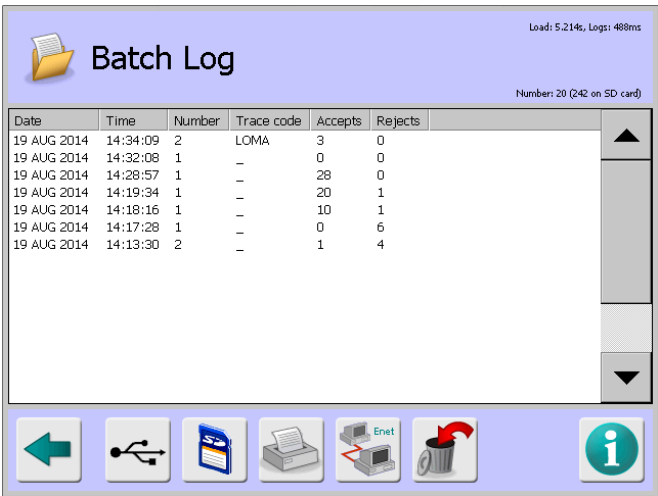 Load: 5.214s, Logs: 488ms
Batch Log
Number: 20 (242 on SD card)
Date Time Number Trace code Accepts Rejects
19 AUG 2014 14:34:09 2 LOMA 3 0
19 AUG 2014 14:32:08 1 _ 0 0
19 AUG 2014 14:28:57 1 _ 28 0
19 AUG 2014 14:19:34 1 _ 20 1
19 AUG 2014 14:18:16 1 _ 10 1
19 AUG 2014 14:17:28 1 _ 0 6
19 AUG 2014 14:13:30 2 _ 1 4
SD
Enet
i